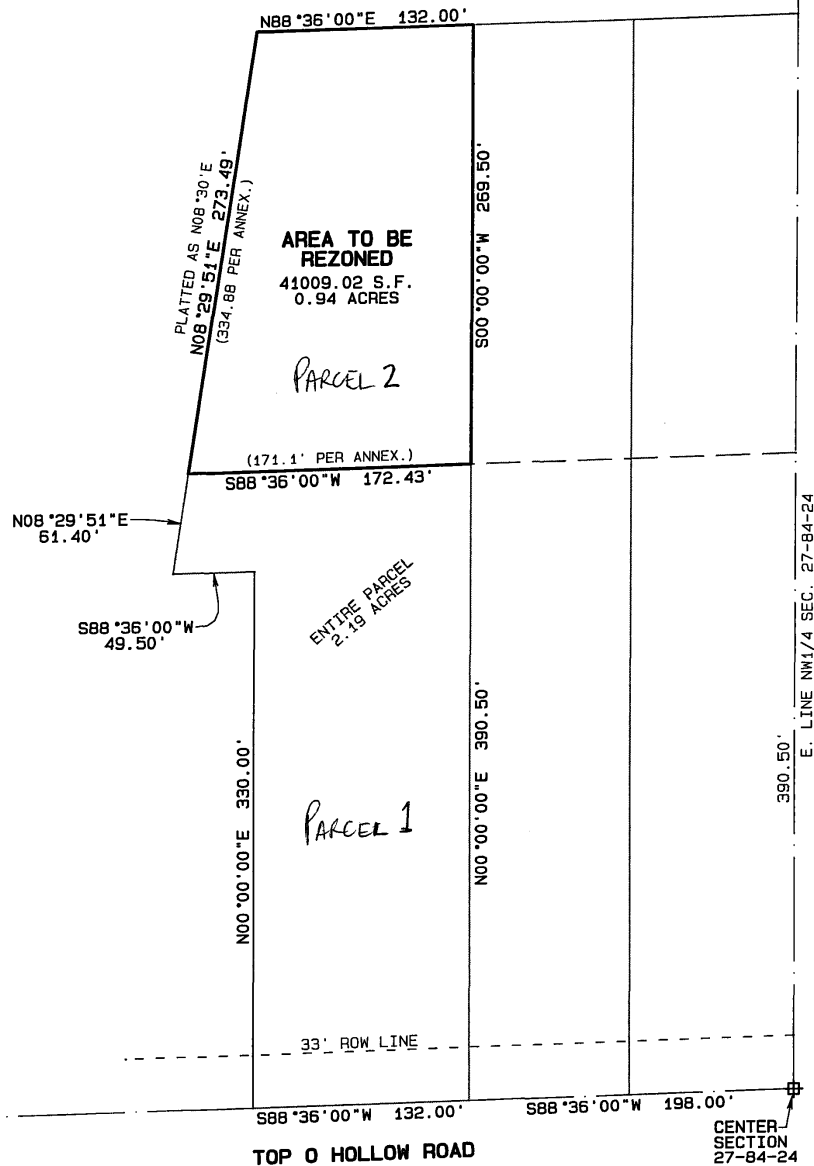 N88°36'00"E 132.00'
PLATTED AS N08°30'E
N08°29'51"E 273.49'
(334.88 PER ANNEX.)
AREA TO BE
REZONED
41009.02 S.F.
0.94 ACRES
PARCEL 2
S00°00'00"W 269.50'
(171.1' PER ANNEX.)
S88°36'00"W 172.43'
N08°29'51"E
61.40'
S88°36'00"W
49.50'
ENTIRE PARCEL
2.19 ACRES
E. LINE NW1/4 SEC. 27-84-24
N00°00'00"E 330.00'
PARCEL 1
N00°00'00"E 390.50'
390.50'
33' ROW LINE
S88°36'00"W 132.00'
S88°36'00"W 198.00'
TOP O HOLLOW ROAD
CENTER
SECTION
27-84-24